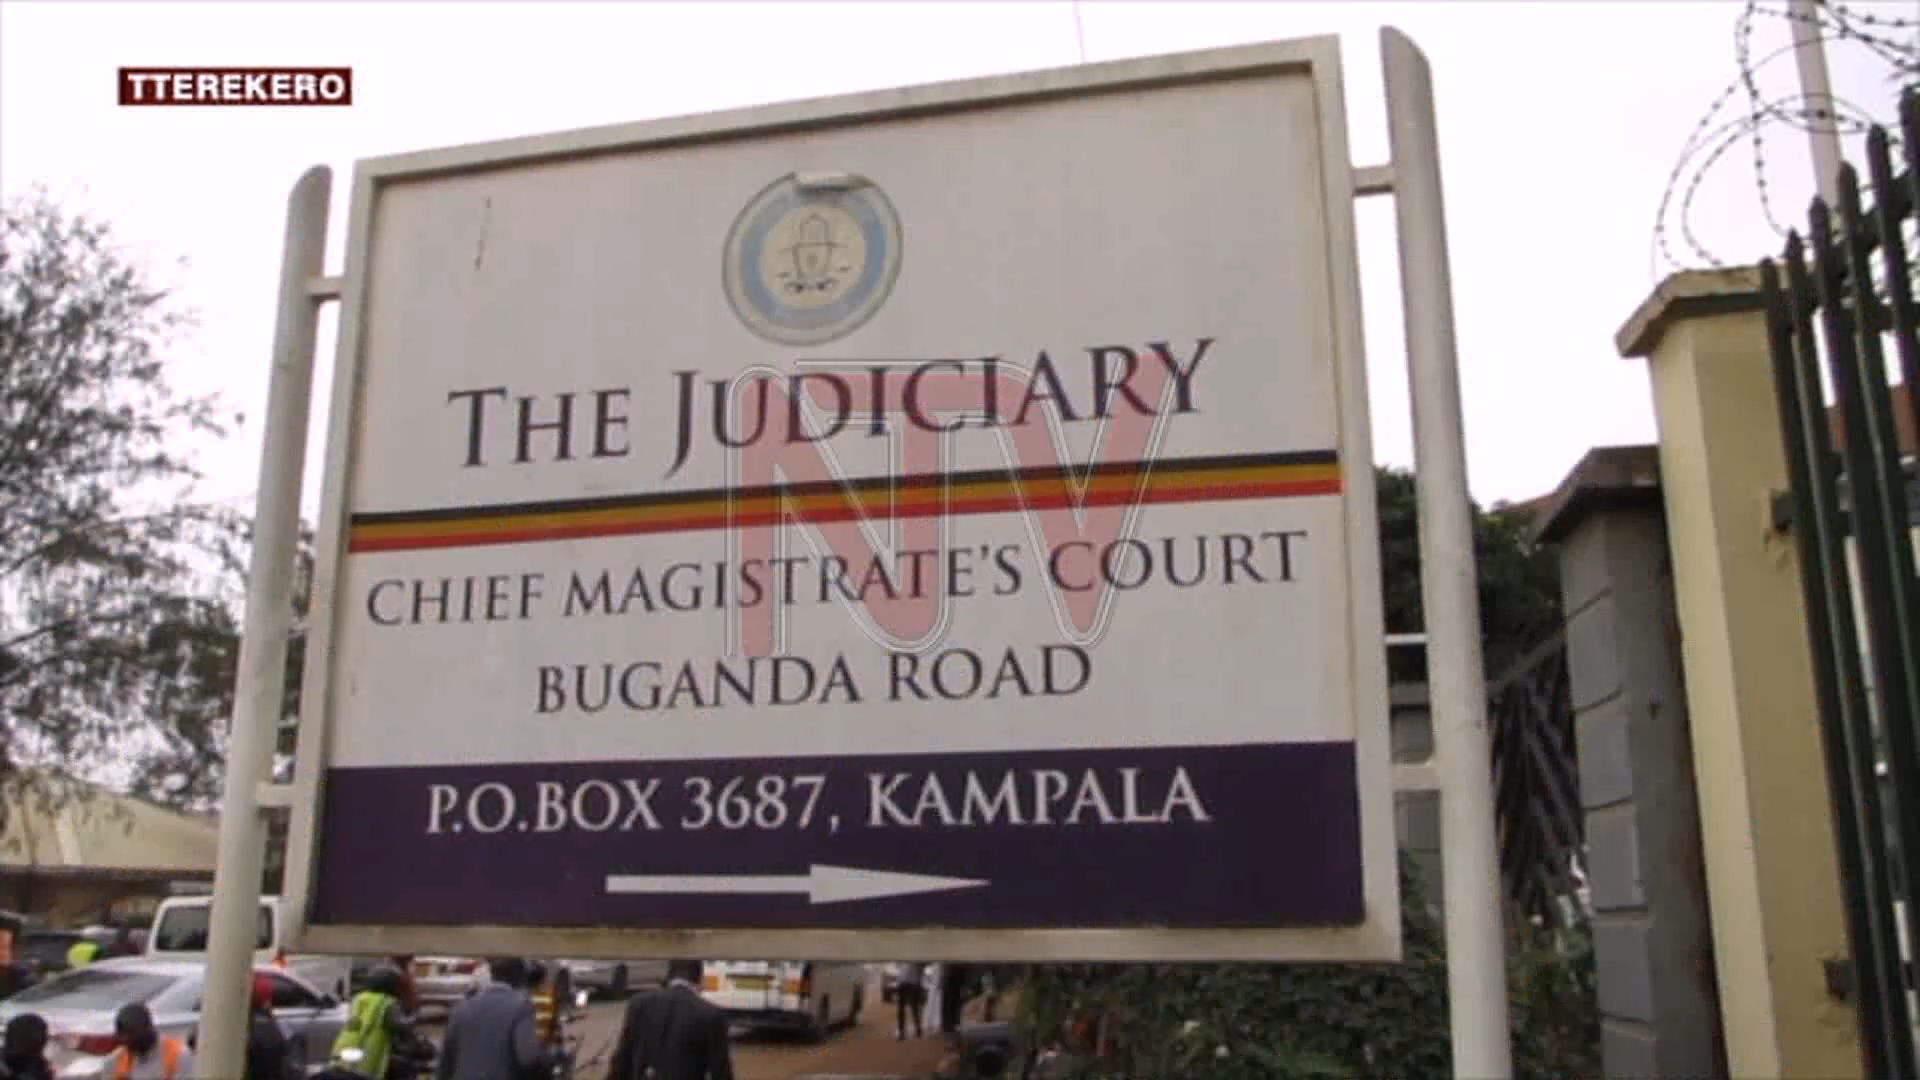 TTEREKERO
THE JUDICIARY
NTV
CHIEF MAGISTRATE'S COURT
BUGANDA ROAD
P.O.BOX 3687, KAMPALA